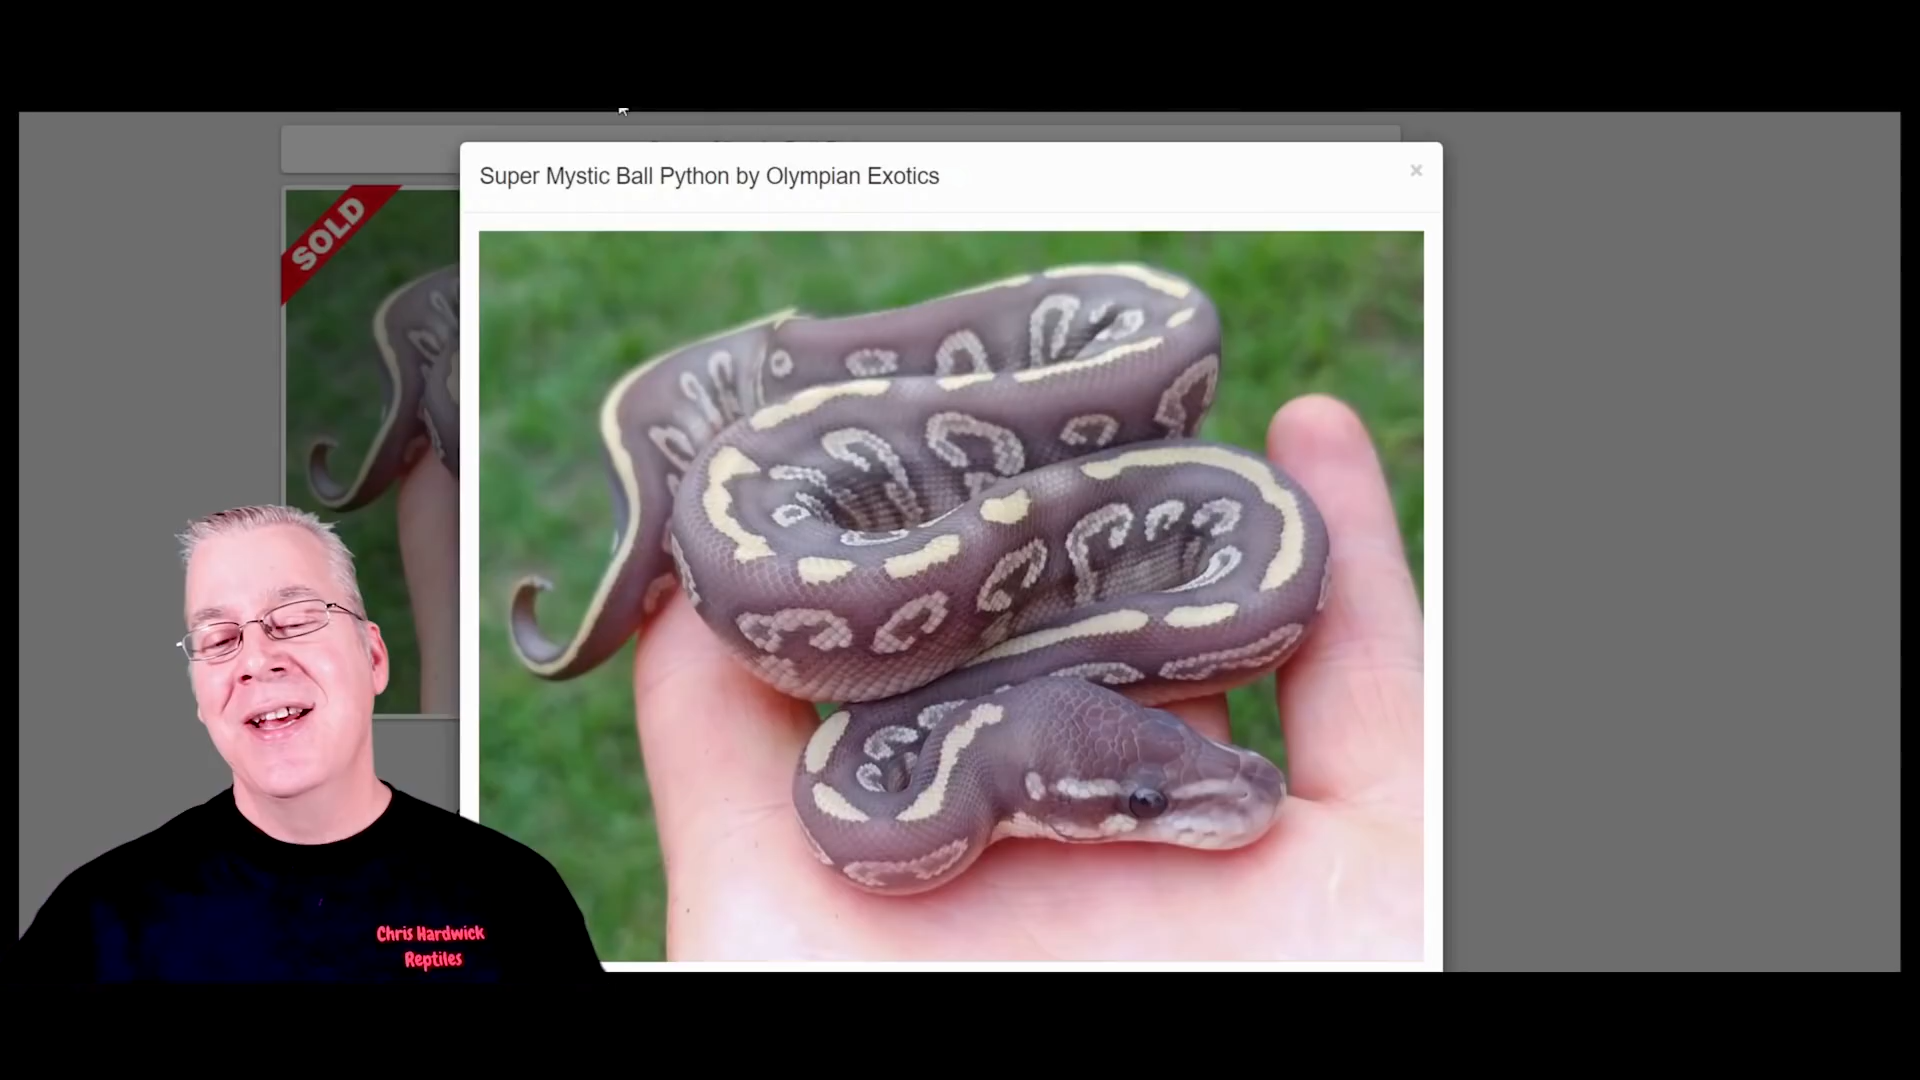 Super Mystic Ball Python by Olympian Exotics
×
SOLD
Chris Hardwick
Reptiles